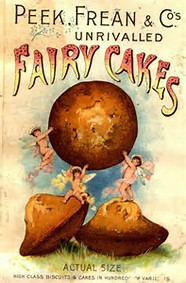 PEEK, FREAN & Co's
UNRIVALLED
FAIRY CAKES
ACTUAL SIZE
HIGH CLASS BISCUITS & CAKES IN HUNDREDS OF VARIETIES